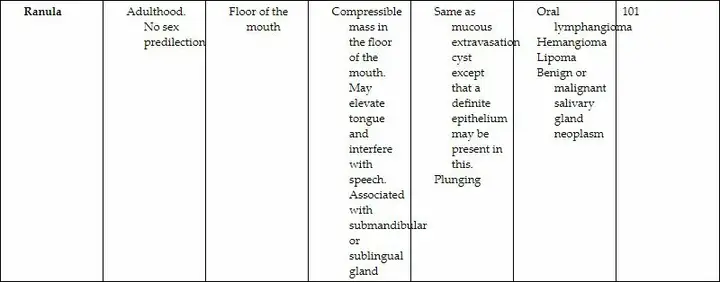 Ranula
Adulthood.
No sex
predilection
Floor of the
mouth
Compressible
mass in
the floor
of the
mouth.
May
elevate
tongue
and
interfere
with
speech.
Associated
with
submandibular
or
sublingual
gland
Same as
mucous
extravasation
cyst
except
that a
definite
epithelium
may be
present in
this.
Plunging
Oral
lymphangioma
Hemangioma
Lipoma
Benign or
malignant
salivary
gland
neoplasm
101